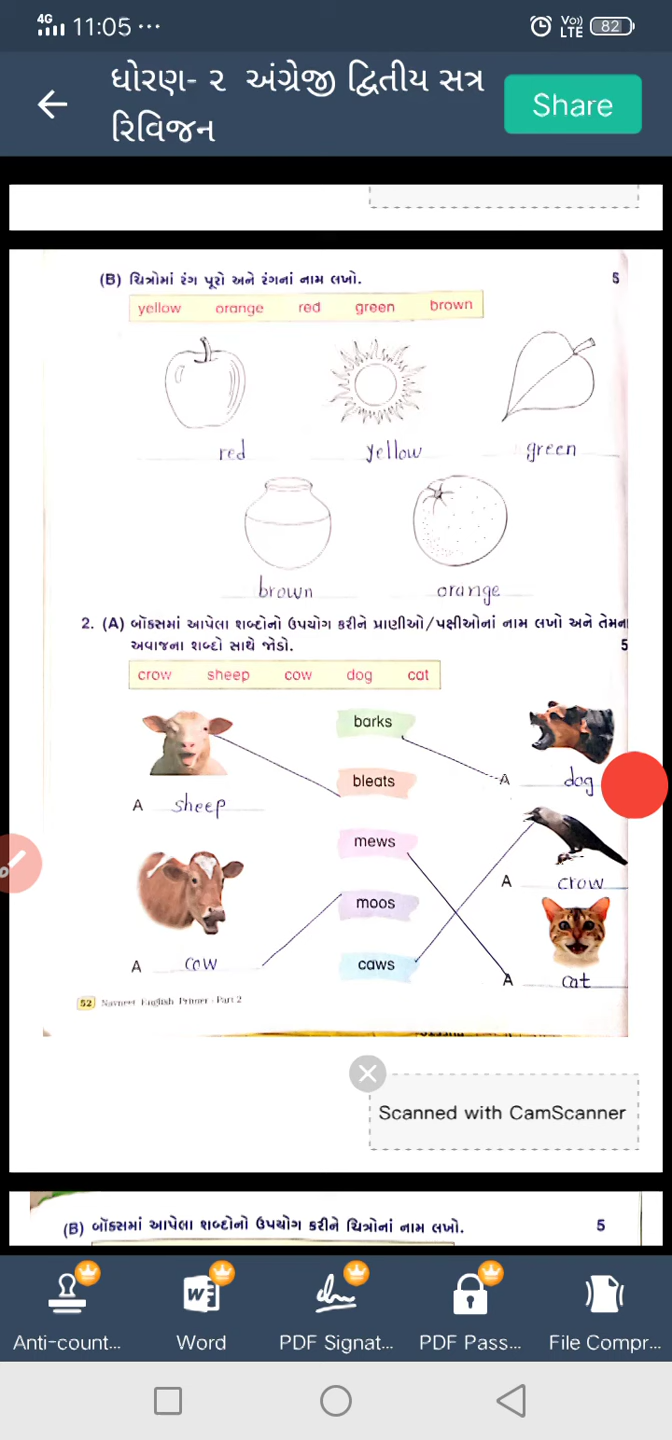 4G 11:05 ... Vo)) LTE 82
ધોરણ- ૨ અંગ્રેજી દ્વિતીય સત્ર
રિવિજન
Share
(B) ચિત્રોમાં રંગ પૂરો અને રંગનાં નામ લખો. 5
yellow orange red green brown
red yellow green
brown orange
2. (A) બૉક્સમાં આપેલા શબ્દોનો ઉપયોગ કરીને પ્રાણીઓ/પક્ષીઓનાં નામ લખો અને તેમના
અવાજના શબ્દો સાથે જોડો. 5
crow sheep cow dog cat
barks
bleats A dog
A sheep
mews
moos A crow
A cow caws
A cat
52 Navneet English Primer - Part 2
Scanned with CamScanner
(B) બૉક્સમાં આપેલા શબ્દોનો ઉપયોગ કરીને ચિત્રોનાં નામ લખો. 5
Anti-count... Word PDF Signat... PDF Pass... File Compr...